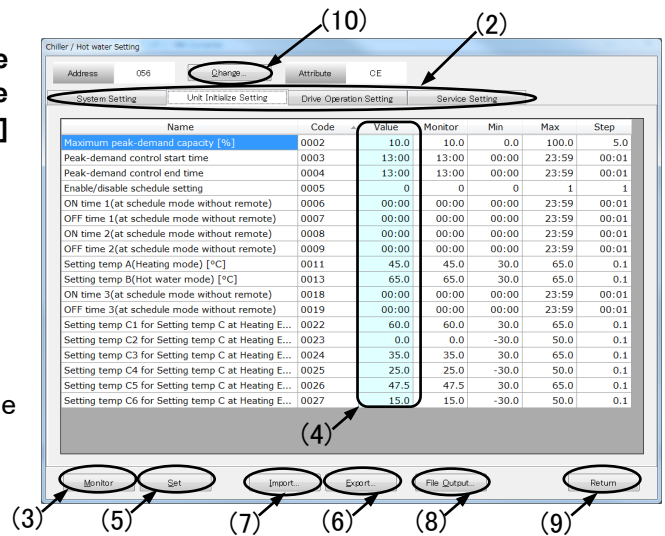 (10)
(2)
e
e
]
e
Chiller / Hot water Setting
Address 056 Change... Attribute CE
System Setting Unit Initialize Setting Drive Operation Setting Service Setting
Name Code Value Monitor Min Max Step
Maximum peak-demand capacity [%] 0002 10.0 10.0 0.0 100.0 5.0
Peak-demand control start time 0003 13:00 13:00 00:00 23:59 00:01
Peak-demand control end time 0004 13:00 13:00 00:00 23:59 00:01
Enable/disable schedule setting 0005 0 0 0 1 1
ON time 1(at schedule mode without remote) 0006 00:00 00:00 00:00 23:59 00:01
OFF time 1(at schedule mode without remote) 0007 00:00 00:00 00:00 23:59 00:01
ON time 2(at schedule mode without remote) 0008 00:00 00:00 00:00 23:59 00:01
OFF time 2(at schedule mode without remote) 0009 00:00 00:00 00:00 23:59 00:01
Setting temp A(Heating mode) [°C] 0011 45.0 45.0 30.0 65.0 0.1
Setting temp B(Hot water mode) [°C] 0013 65.0 65.0 30.0 65.0 0.1
ON time 3(at schedule mode without remote) 0018 00:00 00:00 00:00 23:59 00:01
OFF time 3(at schedule mode without remote) 0019 00:00 00:00 00:00 23:59 00:01
Setting temp C1 for Setting temp C at Heating E... 0022 60.0 60.0 30.0 65.0 0.1
Setting temp C2 for Setting temp C at Heating E... 0023 0.0 0.0 -30.0 50.0 0.1
Setting temp C3 for Setting temp C at Heating E... 0024 35.0 35.0 30.0 65.0 0.1
Setting temp C4 for Setting temp C at Heating E... 0025 25.0 25.0 -30.0 50.0 0.1
Setting temp C5 for Setting temp C at Heating E... 0026 47.5 47.5 30.0 65.0 0.1
Setting temp C6 for Setting temp C at Heating E... 0027 15.0 15.0 -30.0 50.0 0.1
(4)
Monitor Set Import... Export... File Output... Return
(3) (5) (7) (6) (8) (9)